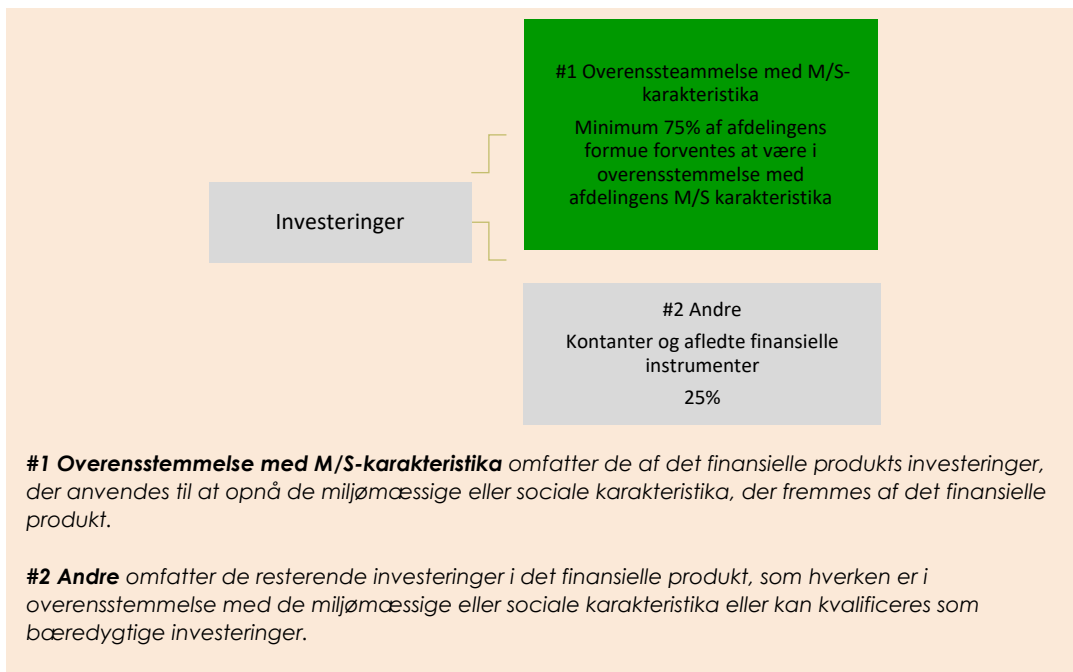 #1 Overenssteammelse med M/S-
karakteristika
Minimum 75% af afdelingens
formue forventes at være i
overensstemmelse med
afdelingens M/S karakteristika
Investeringer
#2 Andre
Kontanter og afledte finansielle
instrumenter
25%
#1 Overensstemmelse med M/S-karakteristika omfatter de af det finansielle produkts investeringer,
der anvendes til at opnå de miljømæssige eller sociale karakteristika, der fremmes af det finansielle
produkt.
#2 Andre omfatter de resterende investeringer i det finansielle produkt, som hverken er i
overensstemmelse med de miljømæssige eller sociale karakteristika eller kan kvalificeres som
bæredygtige investeringer.